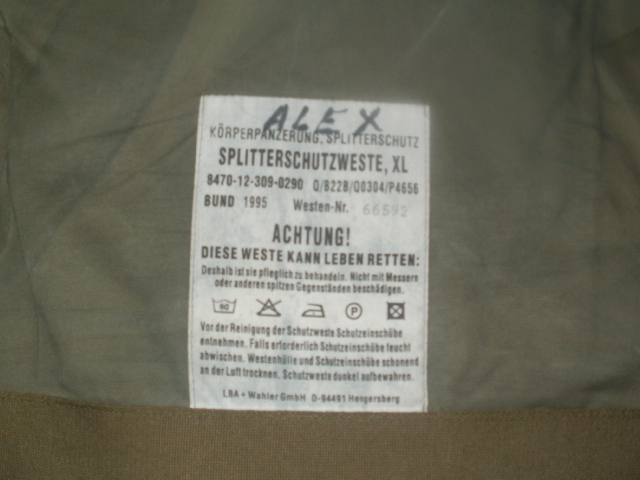 ALEX
KÖRPERPANZERUNG, SPLITTERSCHUTZ
SPLITTERSCHUTZWESTE, XL
8470-12-309-0290 Q/B22B/Q0304/P4656
BUND 1995 Westen-Nr. 66592
ACHTUNG!
DIESE WESTE KANN LEBEN RETTEN:
Deshalb ist sie pfleglich zu behandeln. Nicht mit Messern
oder anderen spitzen Gegenständen beschädigen.
60 P
Vor der Reinigung der Schutzweste Schutzeinschübe
entnehmen. Falls erforderlich Schutzeinschübe feucht
abwischen. Westenhülle und Schutzeinschübe schonend
an der Luft trocknen. Schutzweste dunkel aufbewahren.
LBA + Wahler GmbH D-94491 Hengersberg